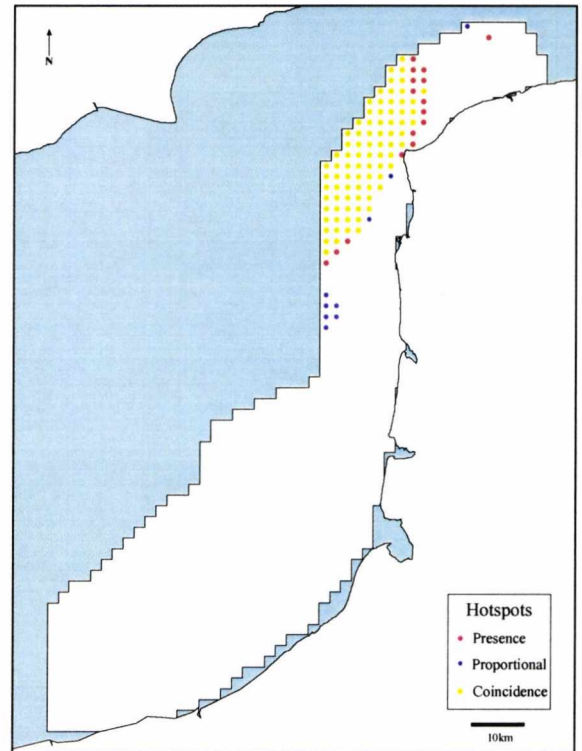 N
Hotspots
Presence
Proportional
Coincidence
10km